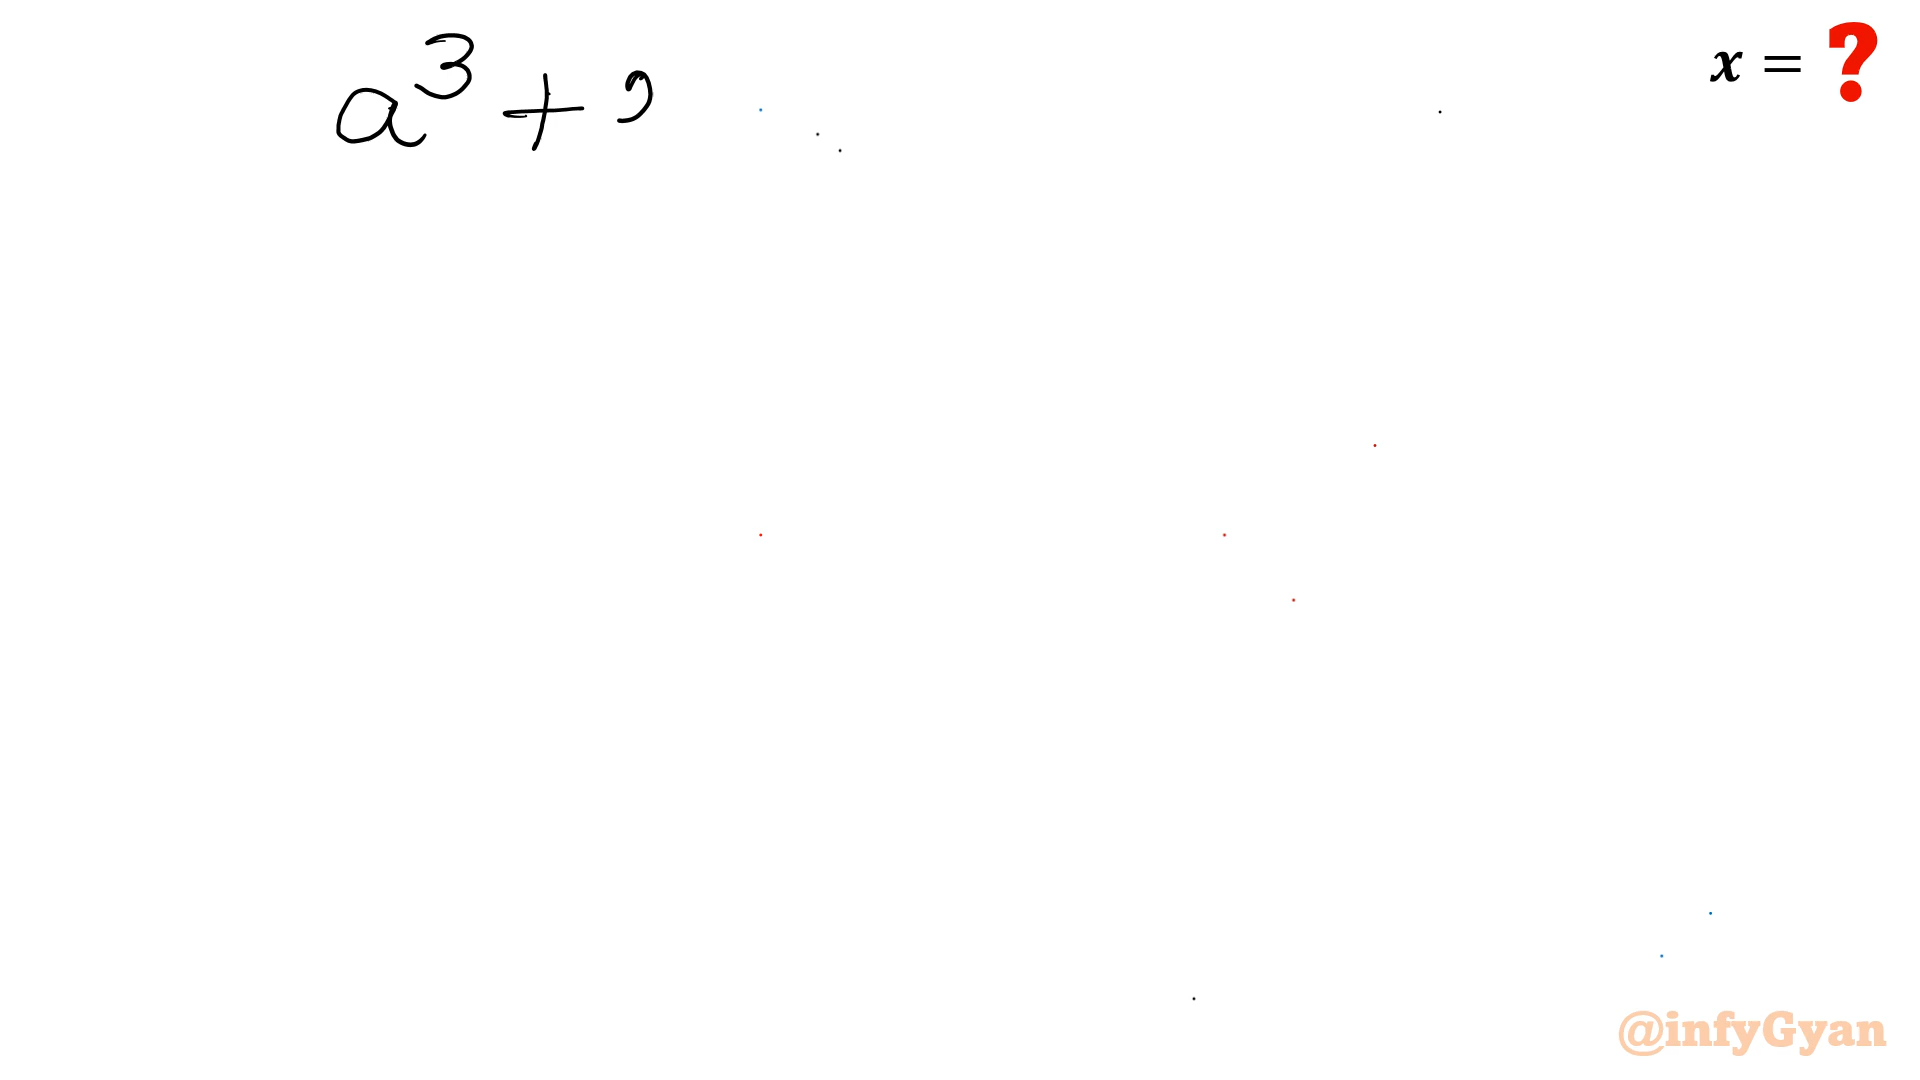 a³ +
x = ?
@infyGyan